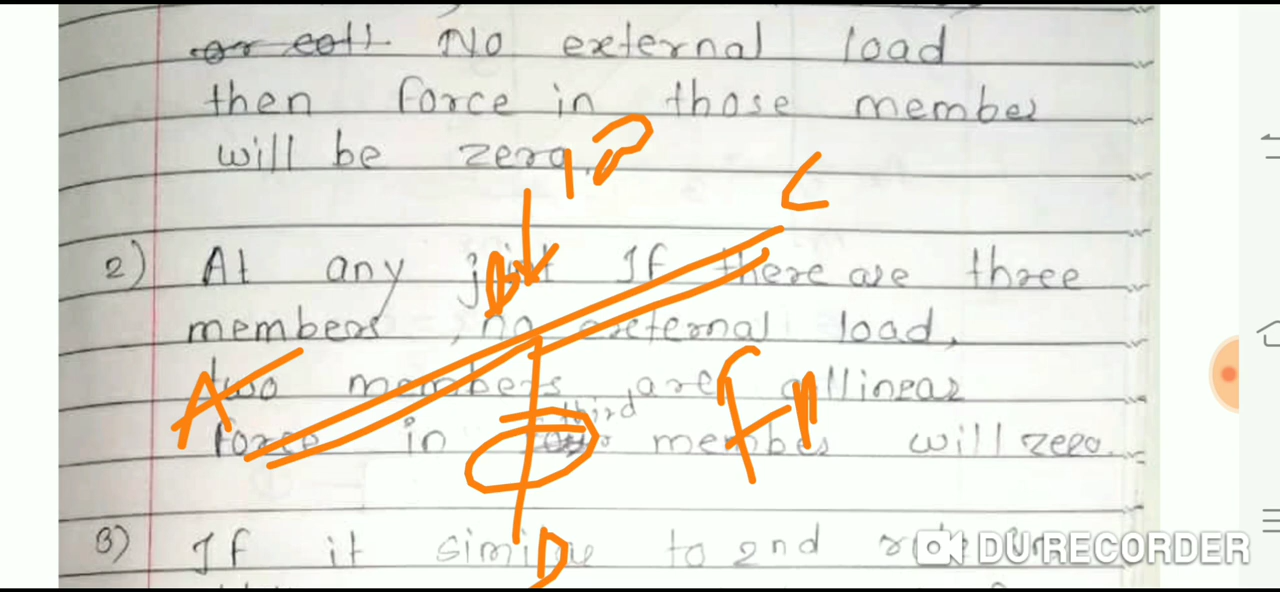 or No external load
then force in those member
will be zero.
P
C
2) At any joint If there are three
members, no external load,
A two members are collinear
force in third member will zero.
3) If it similar to 2nd
D
DU RECORDER